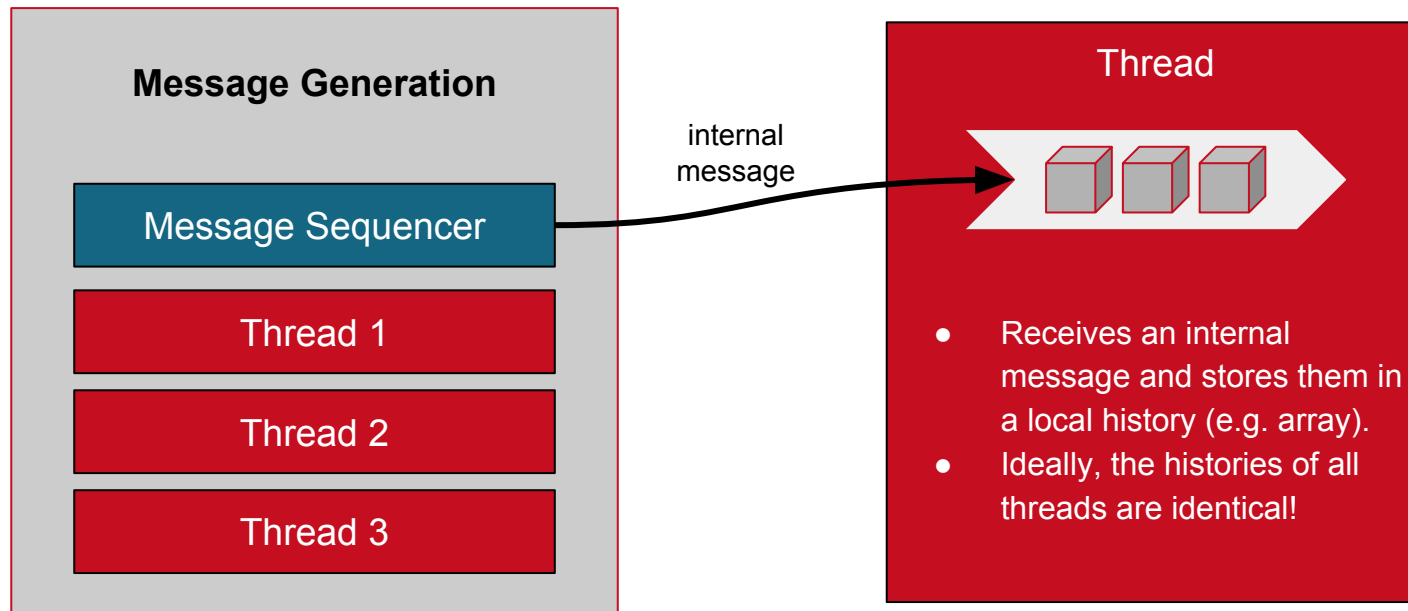 Message Generation
Message Sequencer
Thread 1
Thread 2
Thread 3
internal
message
Thread
● Receives an internal
message and stores them in
a local history (e.g. array).
● Ideally, the histories of all
threads are identical!